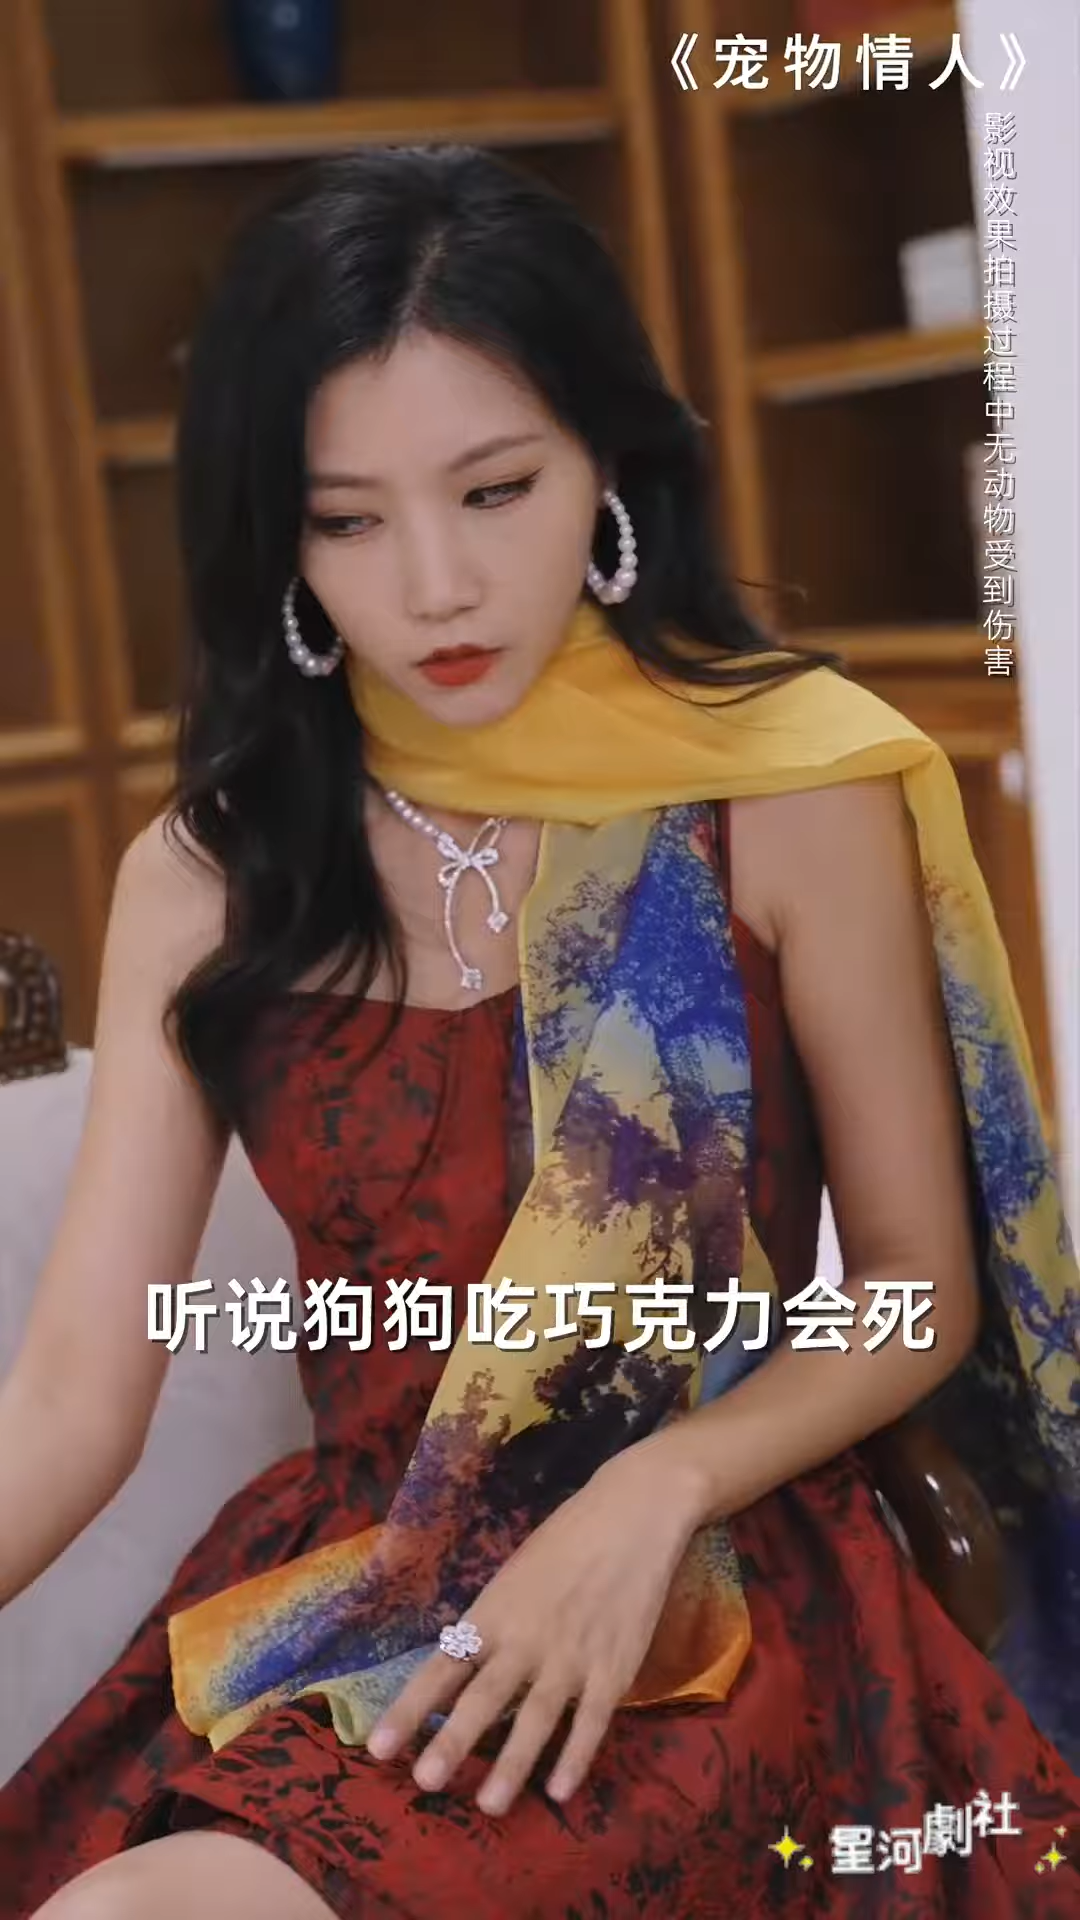 《宠物情人》
影视效果拍摄过程中无动物受到伤害
听说狗狗吃巧克力会死
星河劇社